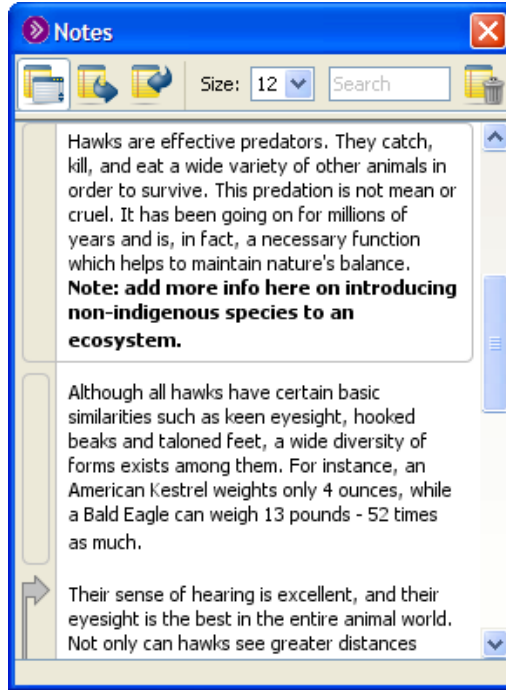 Notes
Size: 12 Search
Hawks are effective predators. They catch,
kill, and eat a wide variety of other animals in
order to survive. This predation is not mean or
cruel. It has been going on for millions of
years and is, in fact, a necessary function
which helps to maintain nature's balance.
Note: add more info here on introducing
non-indigenous species to an
ecosystem.
Although all hawks have certain basic
similarities such as keen eyesight, hooked
beaks and taloned feet, a wide diversity of
forms exists among them. For instance, an
American Kestrel weights only 4 ounces, while
a Bald Eagle can weigh 13 pounds - 52 times
as much.
Their sense of hearing is excellent, and their
eyesight is the best in the entire animal world.
Not only can hawks see greater distances